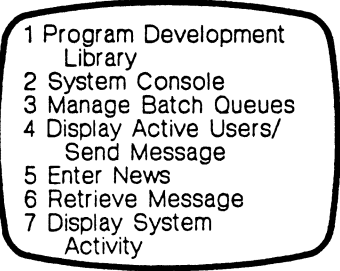 1 Program Development
Library
2 System Console
3 Manage Batch Queues
4 Display Active Users/
Send Message
5 Enter News
6 Retrieve Message
7 Display System
Activity